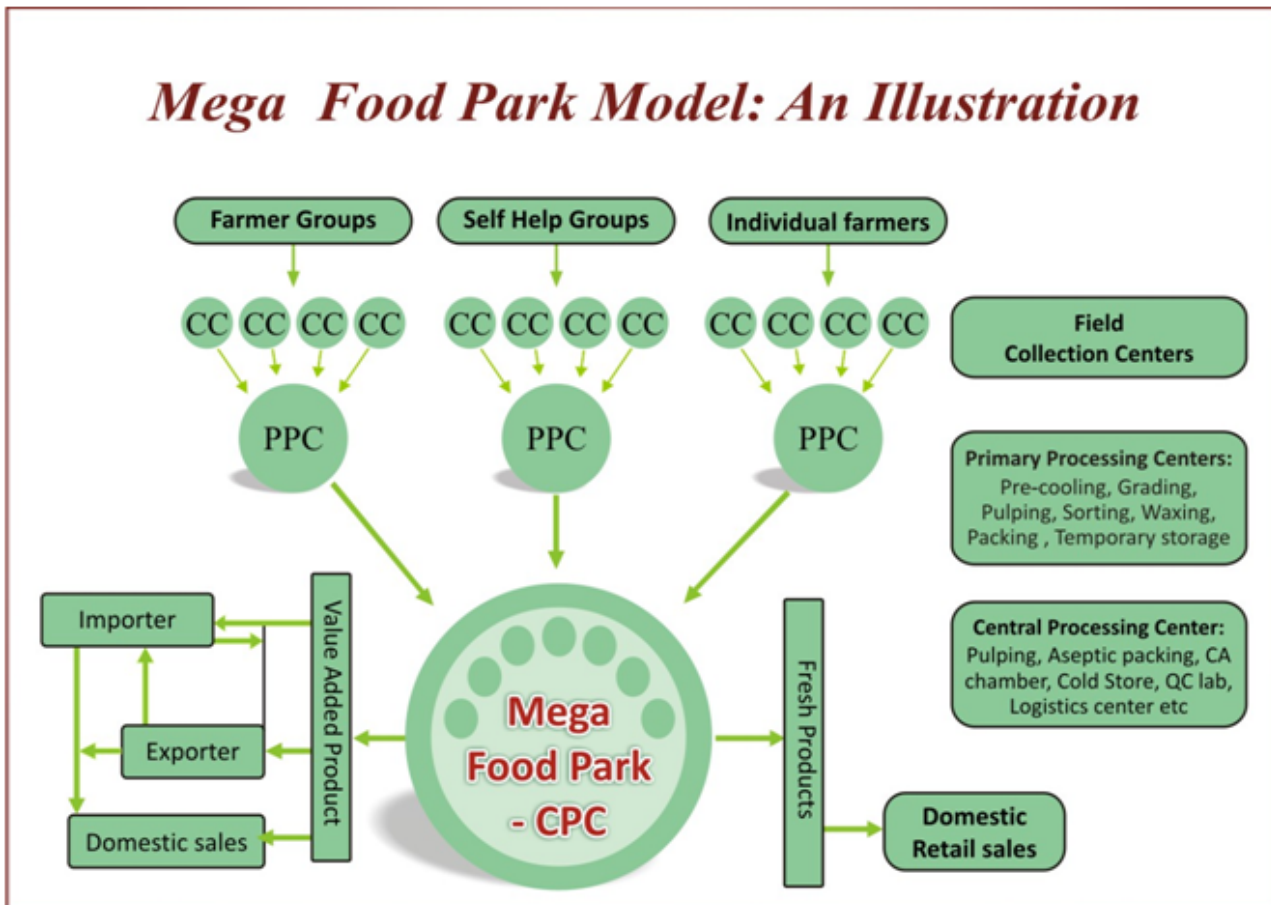 Mega Food Park Model: An Illustration
Farmer Groups
Self Help Groups
Individual farmers
CC CC CC CC
CC CC CC CC
CC CC CC CC
PPC
PPC
PPC
Field
Collection Centers
Primary Processing Centers:
Pre-cooling, Grading,
Pulping, Sorting, Waxing,
Packing , Temporary storage
Central Processing Center:
Pulping, Aseptic packing, CA
chamber, Cold Store, QC lab,
Logistics center etc
Importer
Exporter
Domestic sales
Value Added Product
Mega
Food Park
- CPC
Fresh Products
Domestic
Retail sales